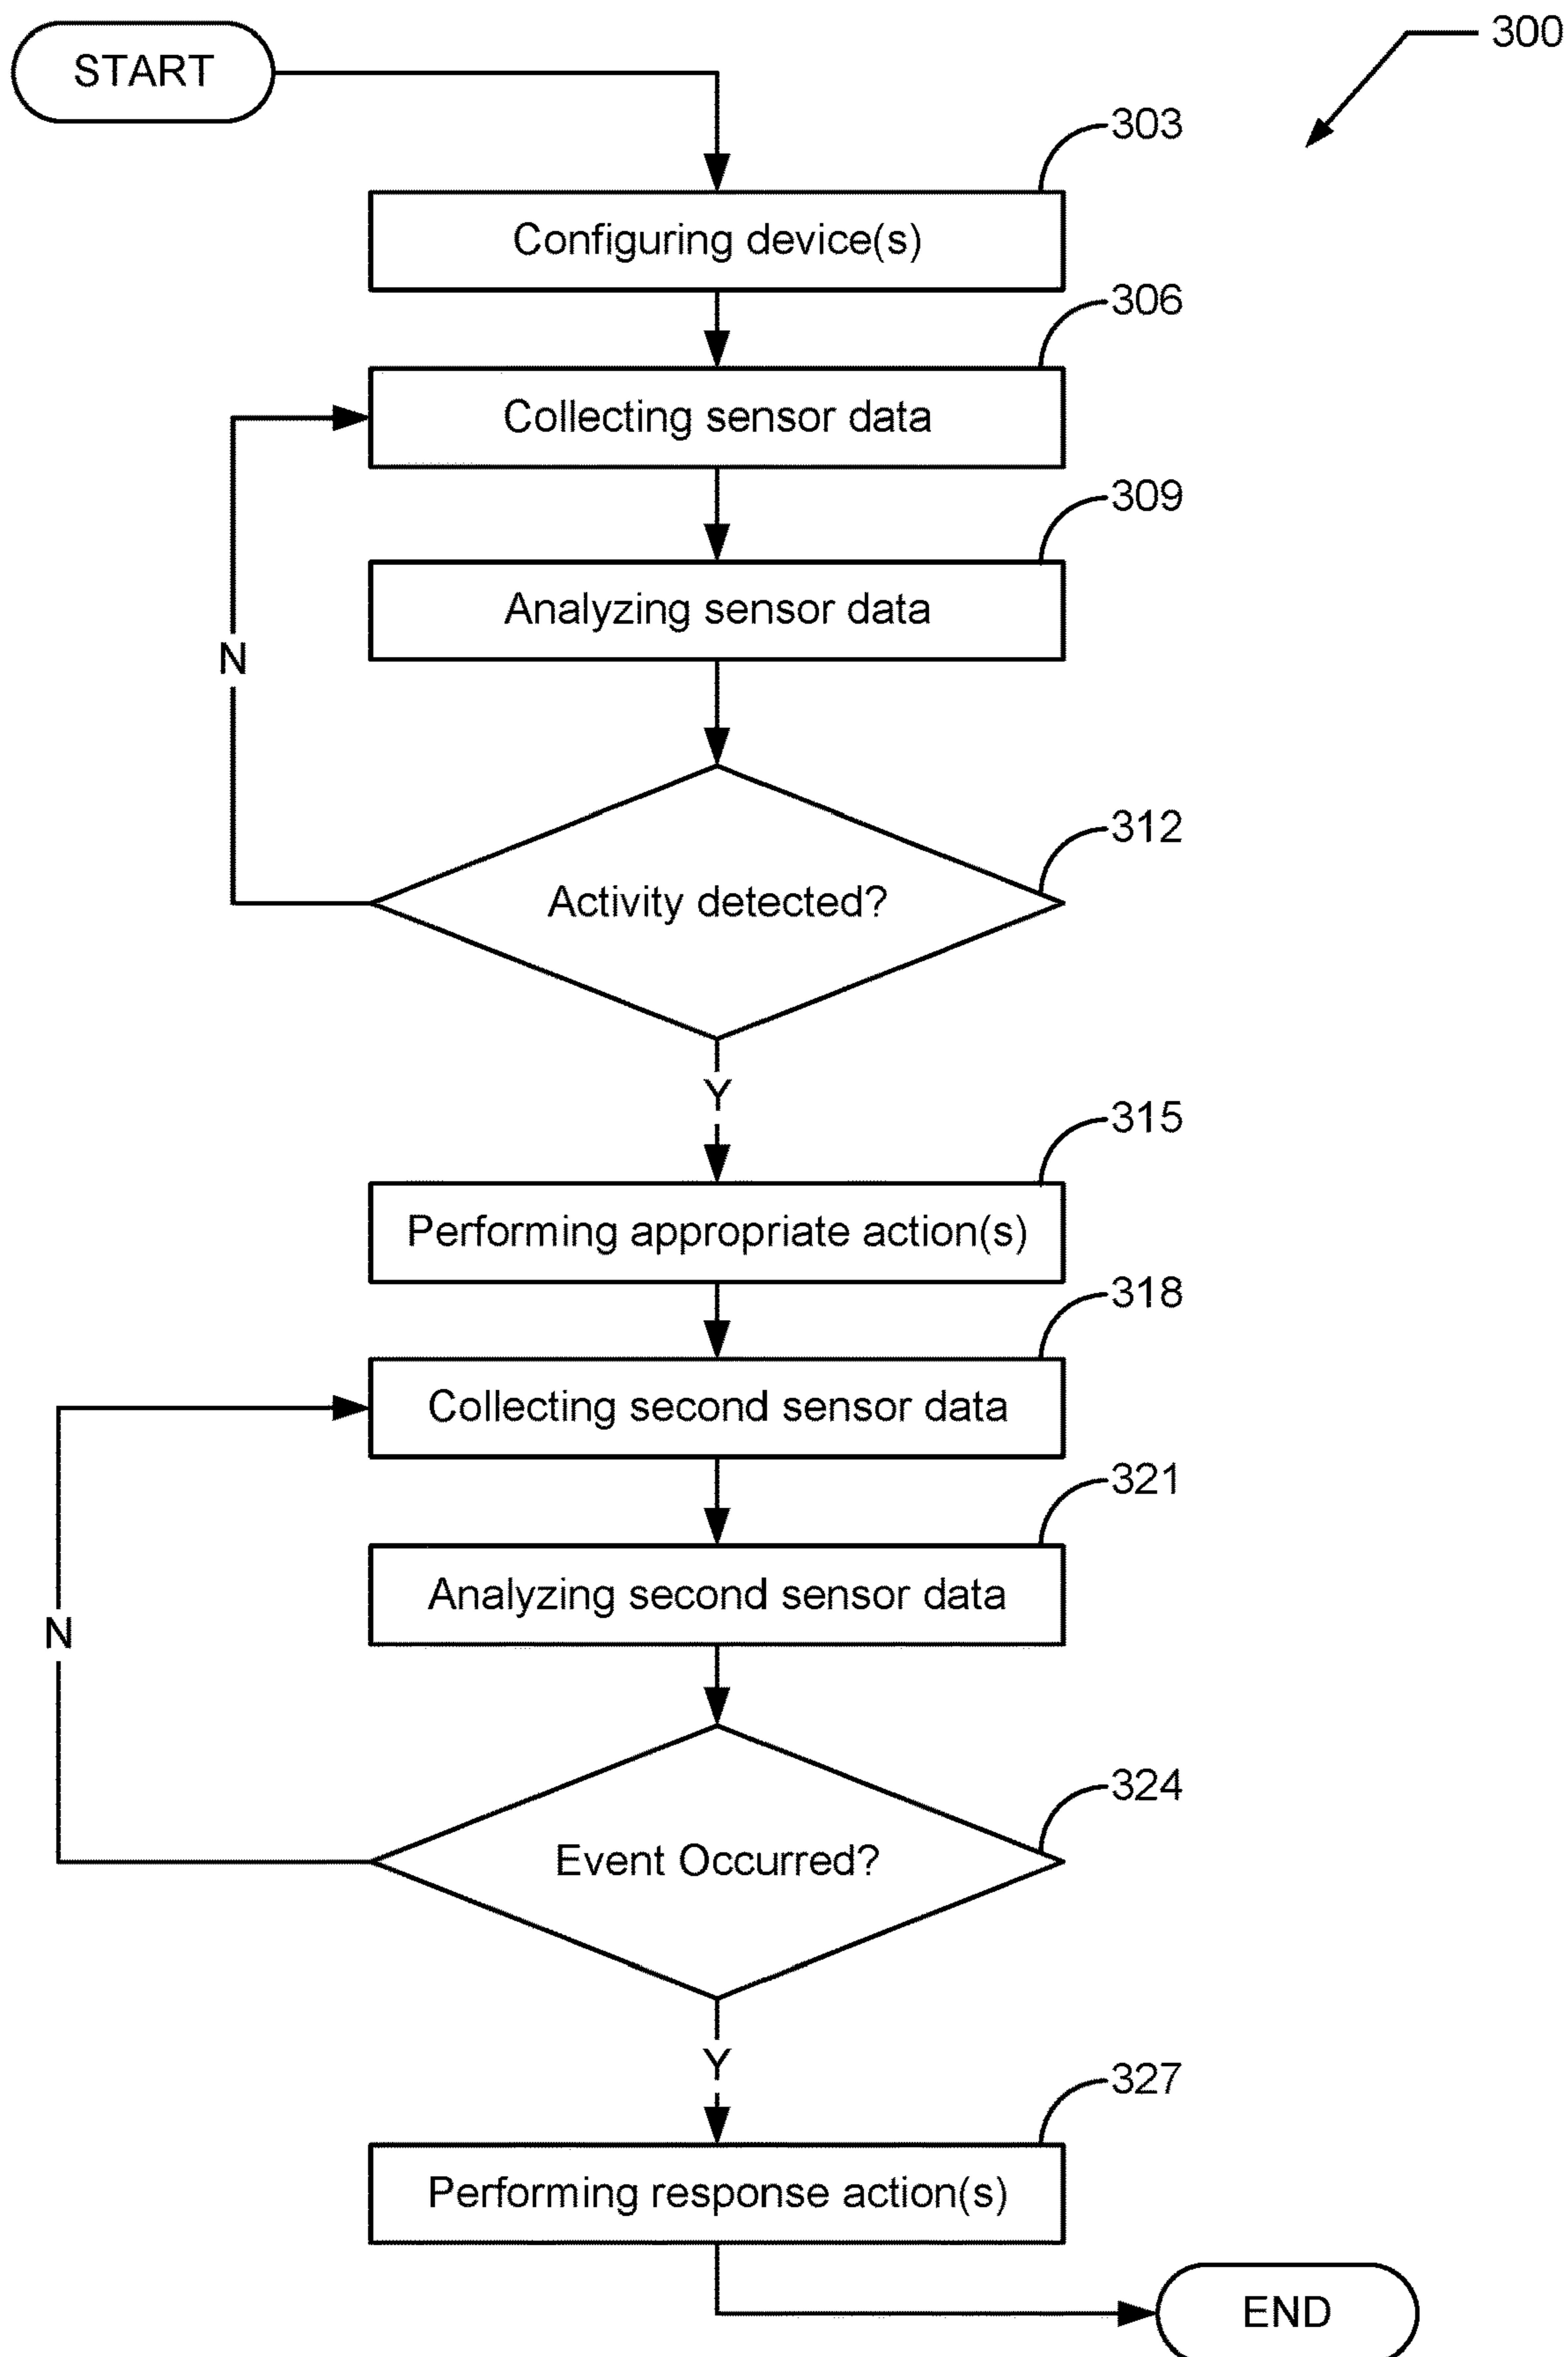 300
START
303
Configuring device(s)
306
Collecting sensor data
309
Analyzing sensor data
N
312
Activity detected?
Y
315
Performing appropriate action(s)
318
Collecting second sensor data
321
Analyzing second sensor data
N
324
Event Occurred?
Y
327
Performing response action(s)
END